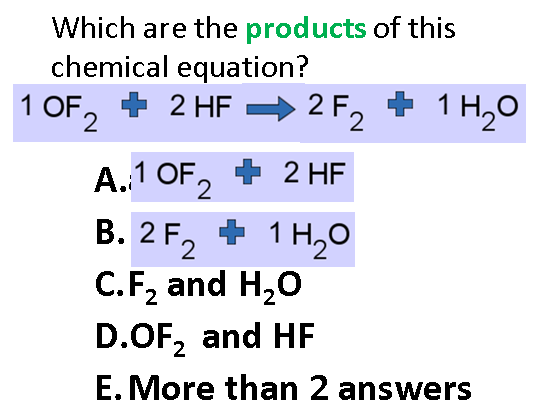 Which are the products of this
chemical equation?
1 OF₂ + 2 HF → 2 F₂ + 1 H₂O
A. 1 OF₂ + 2 HF
B. 2 F₂ + 1 H₂O
C. F₂ and H₂O
D. OF₂ and HF
E. More than 2 answers